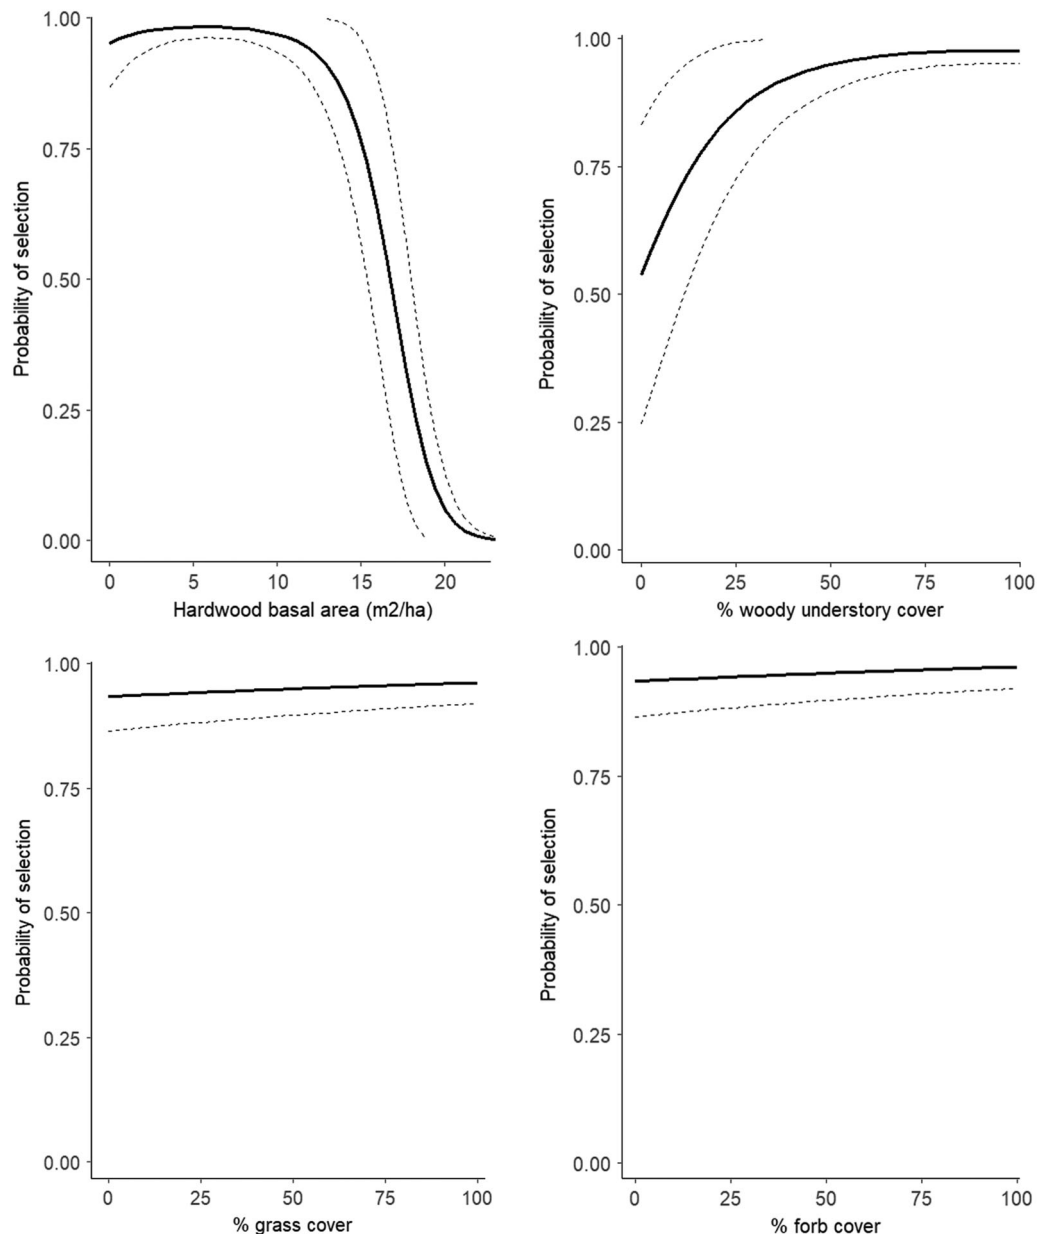 1.00
0.75
0.50
0.25
0.00
Probability of selection
0 5 10 15 20
Hardwood basal area (m2/ha)
1.00
0.75
0.50
0.25
0.00
Probability of selection
0 25 50 75 100
% woody understory cover
1.00
0.75
0.50
0.25
0.00
Probability of selection
0 25 50 75 100
% grass cover
1.00
0.75
0.50
0.25
0.00
Probability of selection
0 25 50 75 100
% forb cover